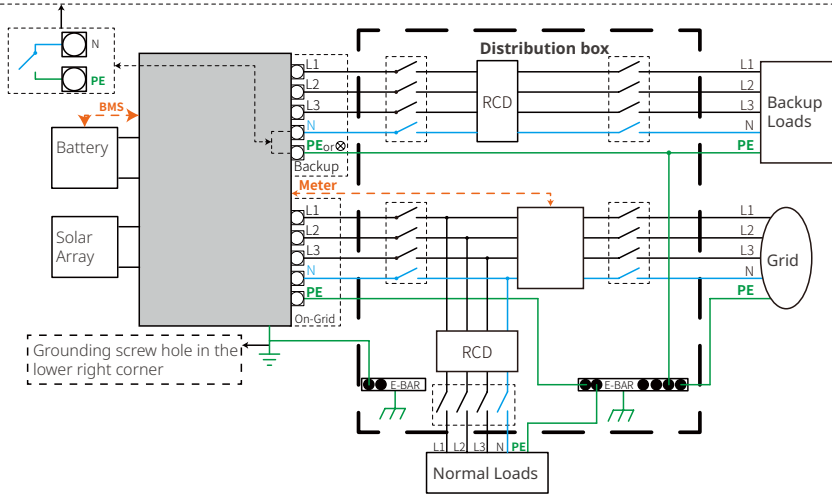 N
PE
BMS
Battery
Solar
Array
Grounding screw hole in the
lower right corner
L1
L2
L3
N
PEor⊗
Backup
Meter
L1
L2
L3
N
PE
On-Grid
Distribution box
RCD
L1
L2
L3
N
PE
Backup
Loads
L1
L2
L3
N
PE
Grid
RCD
E-BAR
E-BAR
L1 L2 L3 N PE
Normal Loads